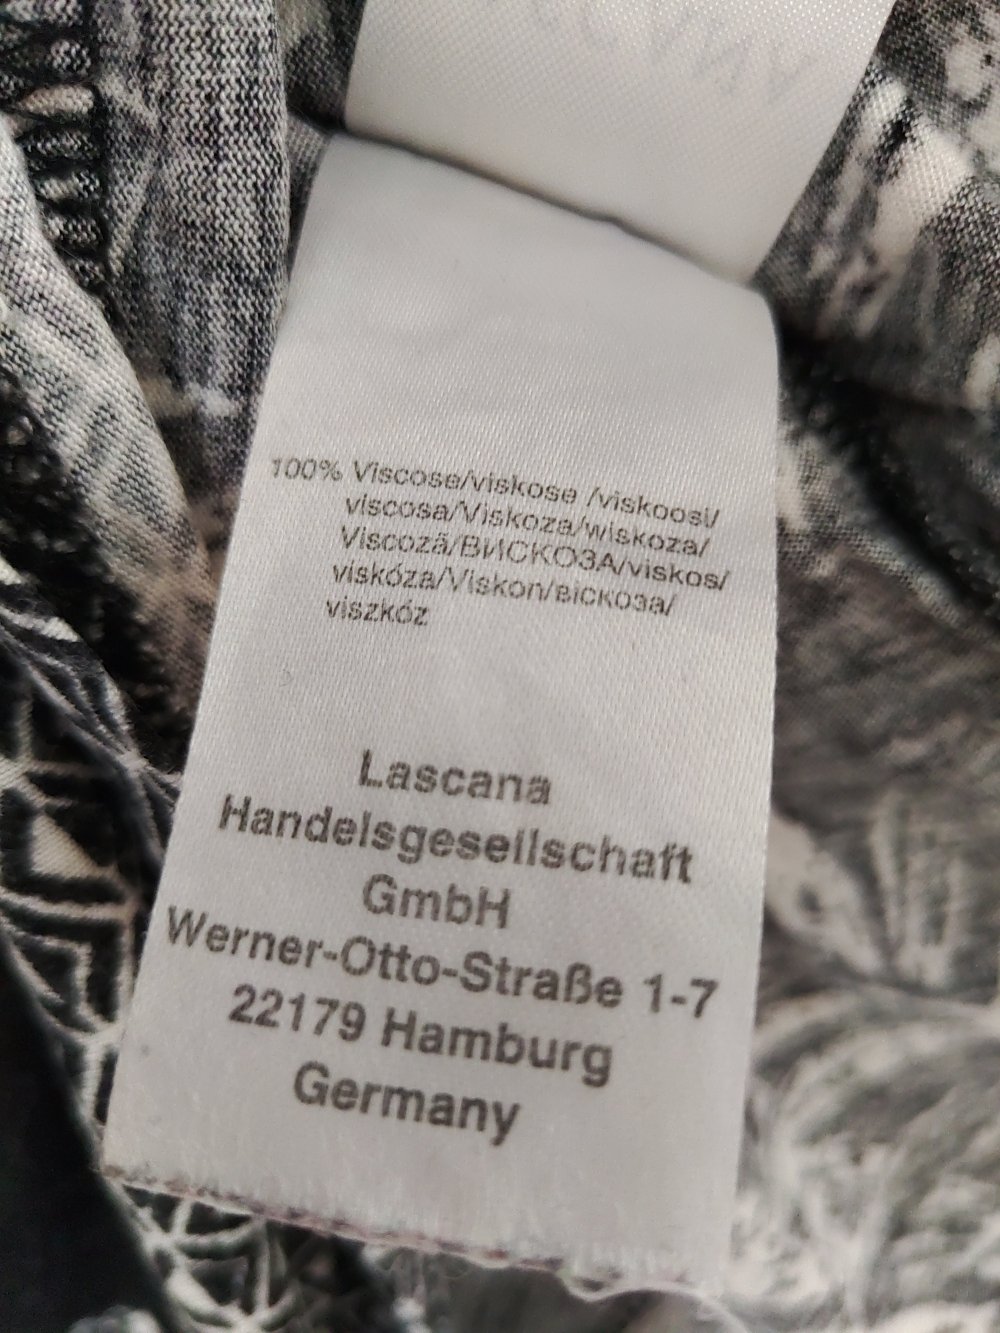 100% Viscose/viskose /viskoosi/
viscosa/Viskoza/wiskoza/
Viscoză/ВИСКОЗА/viskos/
viskóza/Viskon/віскоза/
viszkóz
Lascana
Handelsgesellschaft
GmbH
Werner-Otto-Straße 1-7
22179 Hamburg
Germany